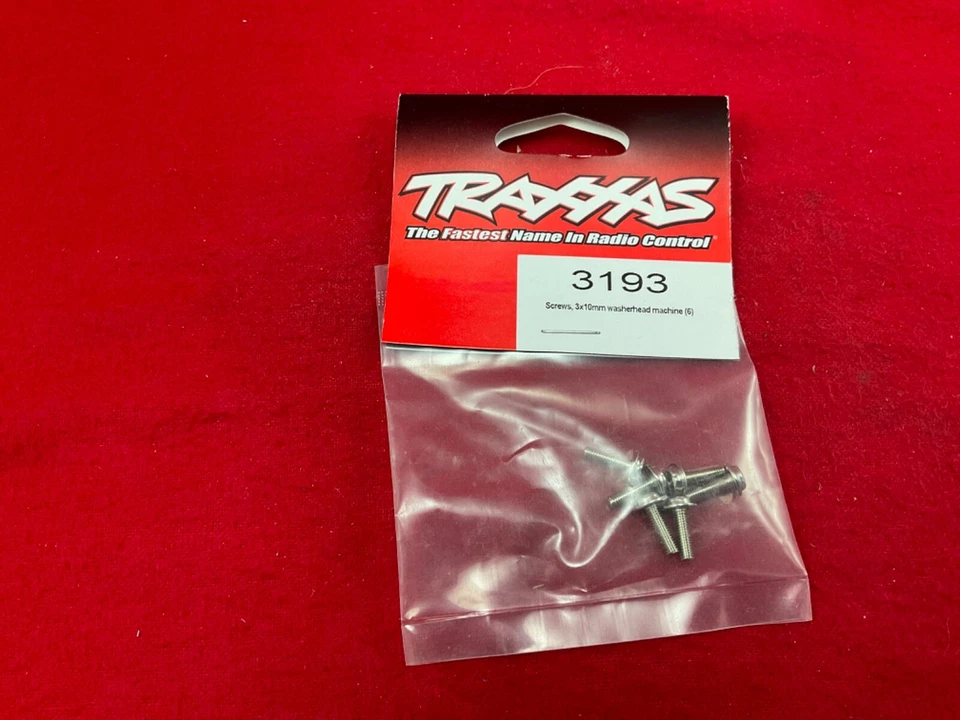 TRAXXAS
The Fastest Name In Radio Control
3193
Screws, 3x10mm washerhead machine (6)